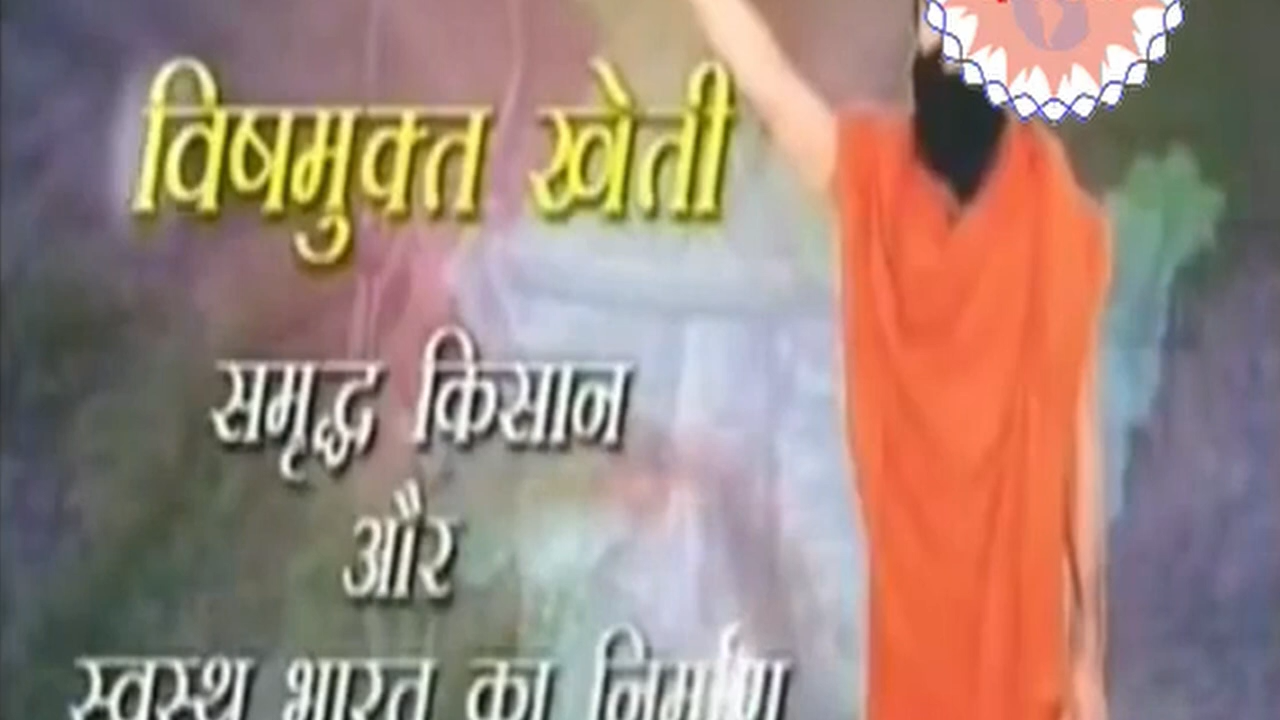 विषमुक्त खेती
समृद्ध किसान
और
स्वस्थ भारत का निर्माण